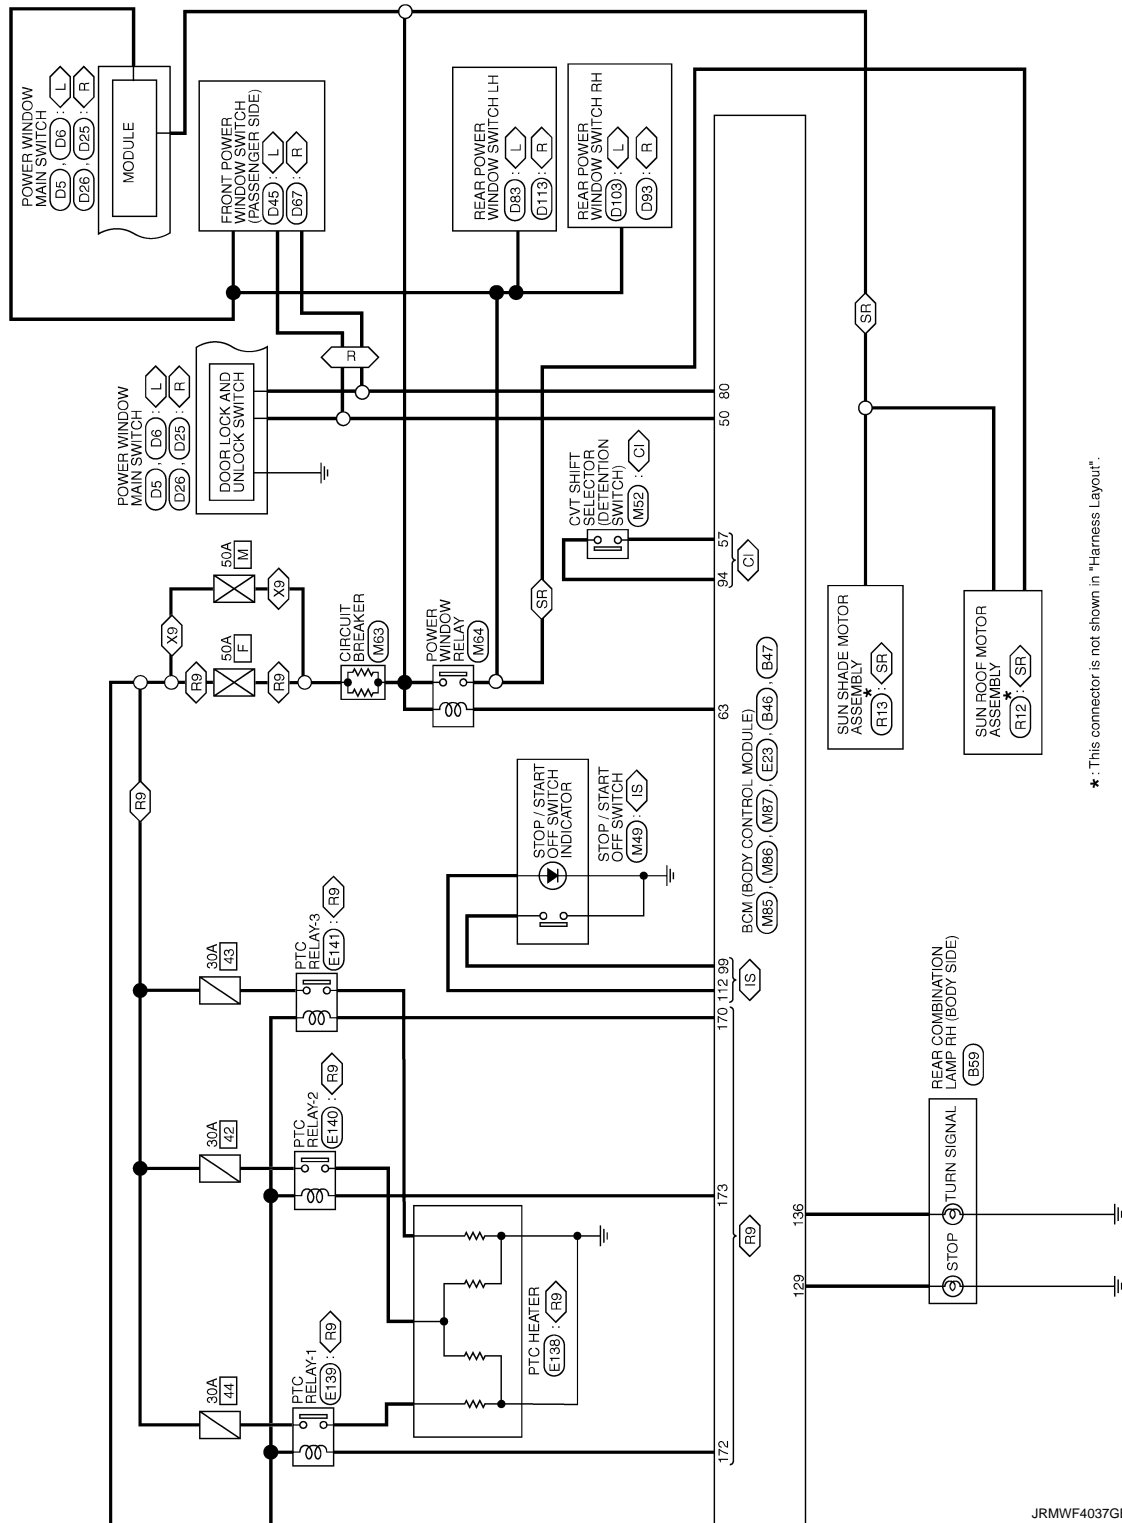 POWER WINDOW
MAIN SWITCH
D5 , D6 : L
D26 , D25 : R
MODULE
FRONT POWER
WINDOW SWITCH
(PASSENGER SIDE)
D45 : L
D67 : R
REAR POWER
WINDOW SWITCH LH
D83 : L
D113 : R
REAR POWER
WINDOW SWITCH RH
D103 : L
D93 : R
SR
R
POWER WINDOW
MAIN SWITCH
D5 , D6 : L
D26 , D25 : R
DOOR LOCK AND
UNLOCK SWITCH
80
50
CVT SHIFT
SELECTOR
(DETENTION
SWITCH)
M52 : CI
57
94
CI
50A
M
X9
X9
50A
F
R9
R9
CIRCUIT
BREAKER
M63
POWER
WINDOW
RELAY
M64
SR
63
SUN SHADE MOTOR
ASSEMBLY
* R13 : SR
SUN ROOF MOTOR
ASSEMBLY
* R12 : SR
* : This connector is not shown in "Harness Layout".
R9
STOP / START
OFF SWITCH
INDICATOR
STOP / START
OFF SWITCH
M49 : IS
BCM (BODY CONTROL MODULE)
M85 , M86 , M87 , E23 , B46 , B47
30A
43
PTC
RELAY-3
E141 : R9
99
112
IS
170
30A
42
PTC
RELAY-2
E140 : R9
173
R9
30A
44
PTC
RELAY-1
E139 : R9
PTC HEATER
E138 : R9
172
136
129
REAR COMBINATION
LAMP RH (BODY SIDE)
B59
TURN SIGNAL
STOP